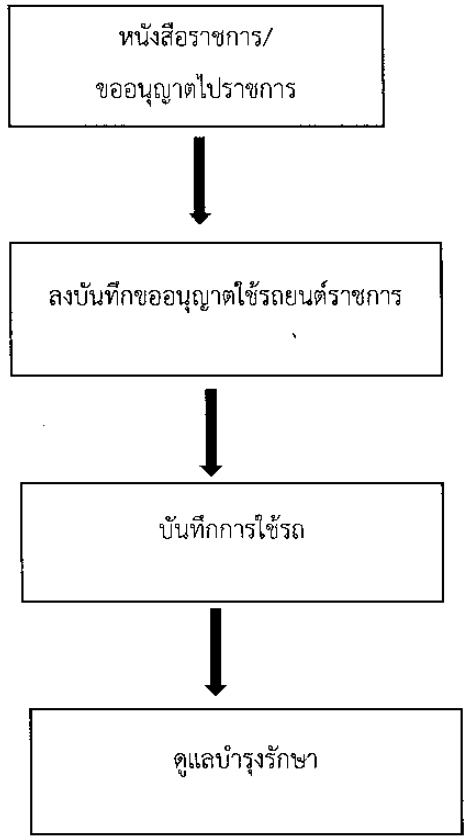 หนังสือราชการ/
ขออนุญาตไปราชการ
ลงบันทึกขออนุญาตใช้รถยนต์ราชการ
บันทึกการใช้รถ
ดูแลบำรุงรักษา